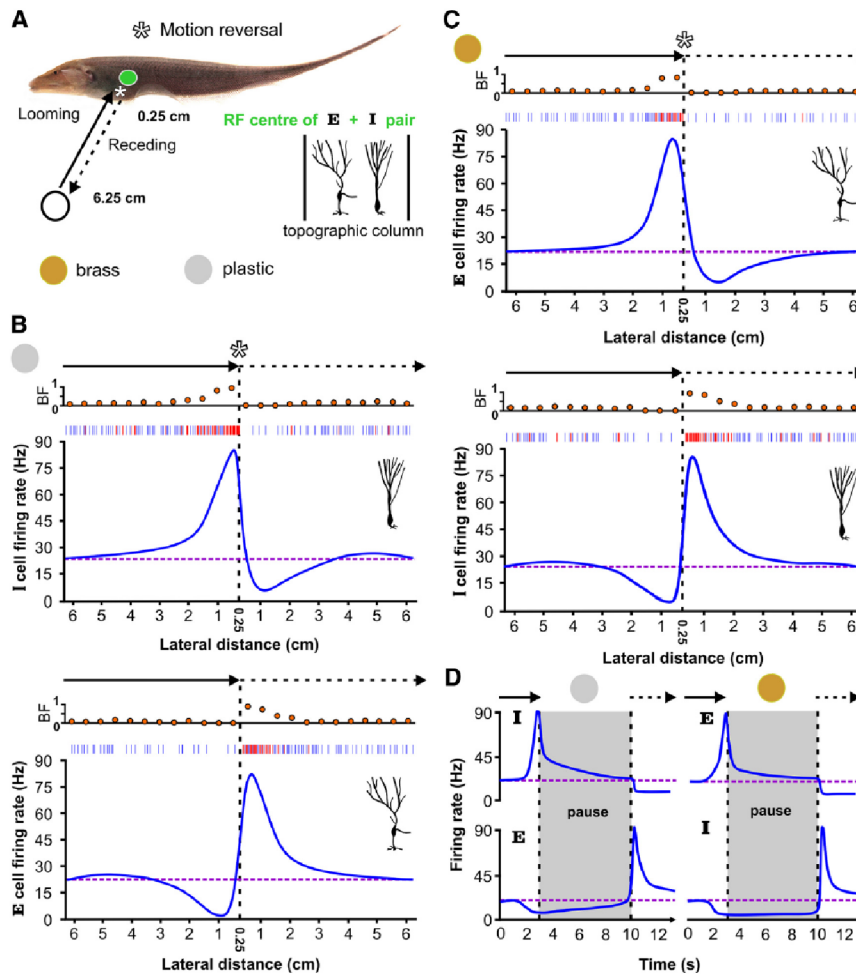 A
Motion reversal
Looming
0.25 cm
Receding
RF centre of E + I pair
6.25 cm
topographic column
brass
plastic
B
BF
1
0
I cell firing rate (Hz)
90
75
60
45
30
15
0
6 5 4 3 2 1 0.25 1 2 3 4 5 6
Lateral distance (cm)
BF
1
0
E cell firing rate (Hz)
90
75
60
45
30
15
0
6 5 4 3 2 1 0.25 1 2 3 4 5 6
Lateral distance (cm)
C
BF
1
0
E cell firing rate (Hz)
90
75
60
45
30
15
0
6 5 4 3 2 1 0.25 1 2 3 4 5 6
Lateral distance (cm)
BF
1
0
I cell firing rate (Hz)
90
75
60
45
30
15
0
6 5 4 3 2 1 0.25 1 2 3 4 5 6
Lateral distance (cm)
D
Firing rate (Hz)
90
45
0
I
E
pause
pause
90
45
0
E
I
0 2 4 6 8 10 12
0 2 4 6 8 10 12
Time (s)